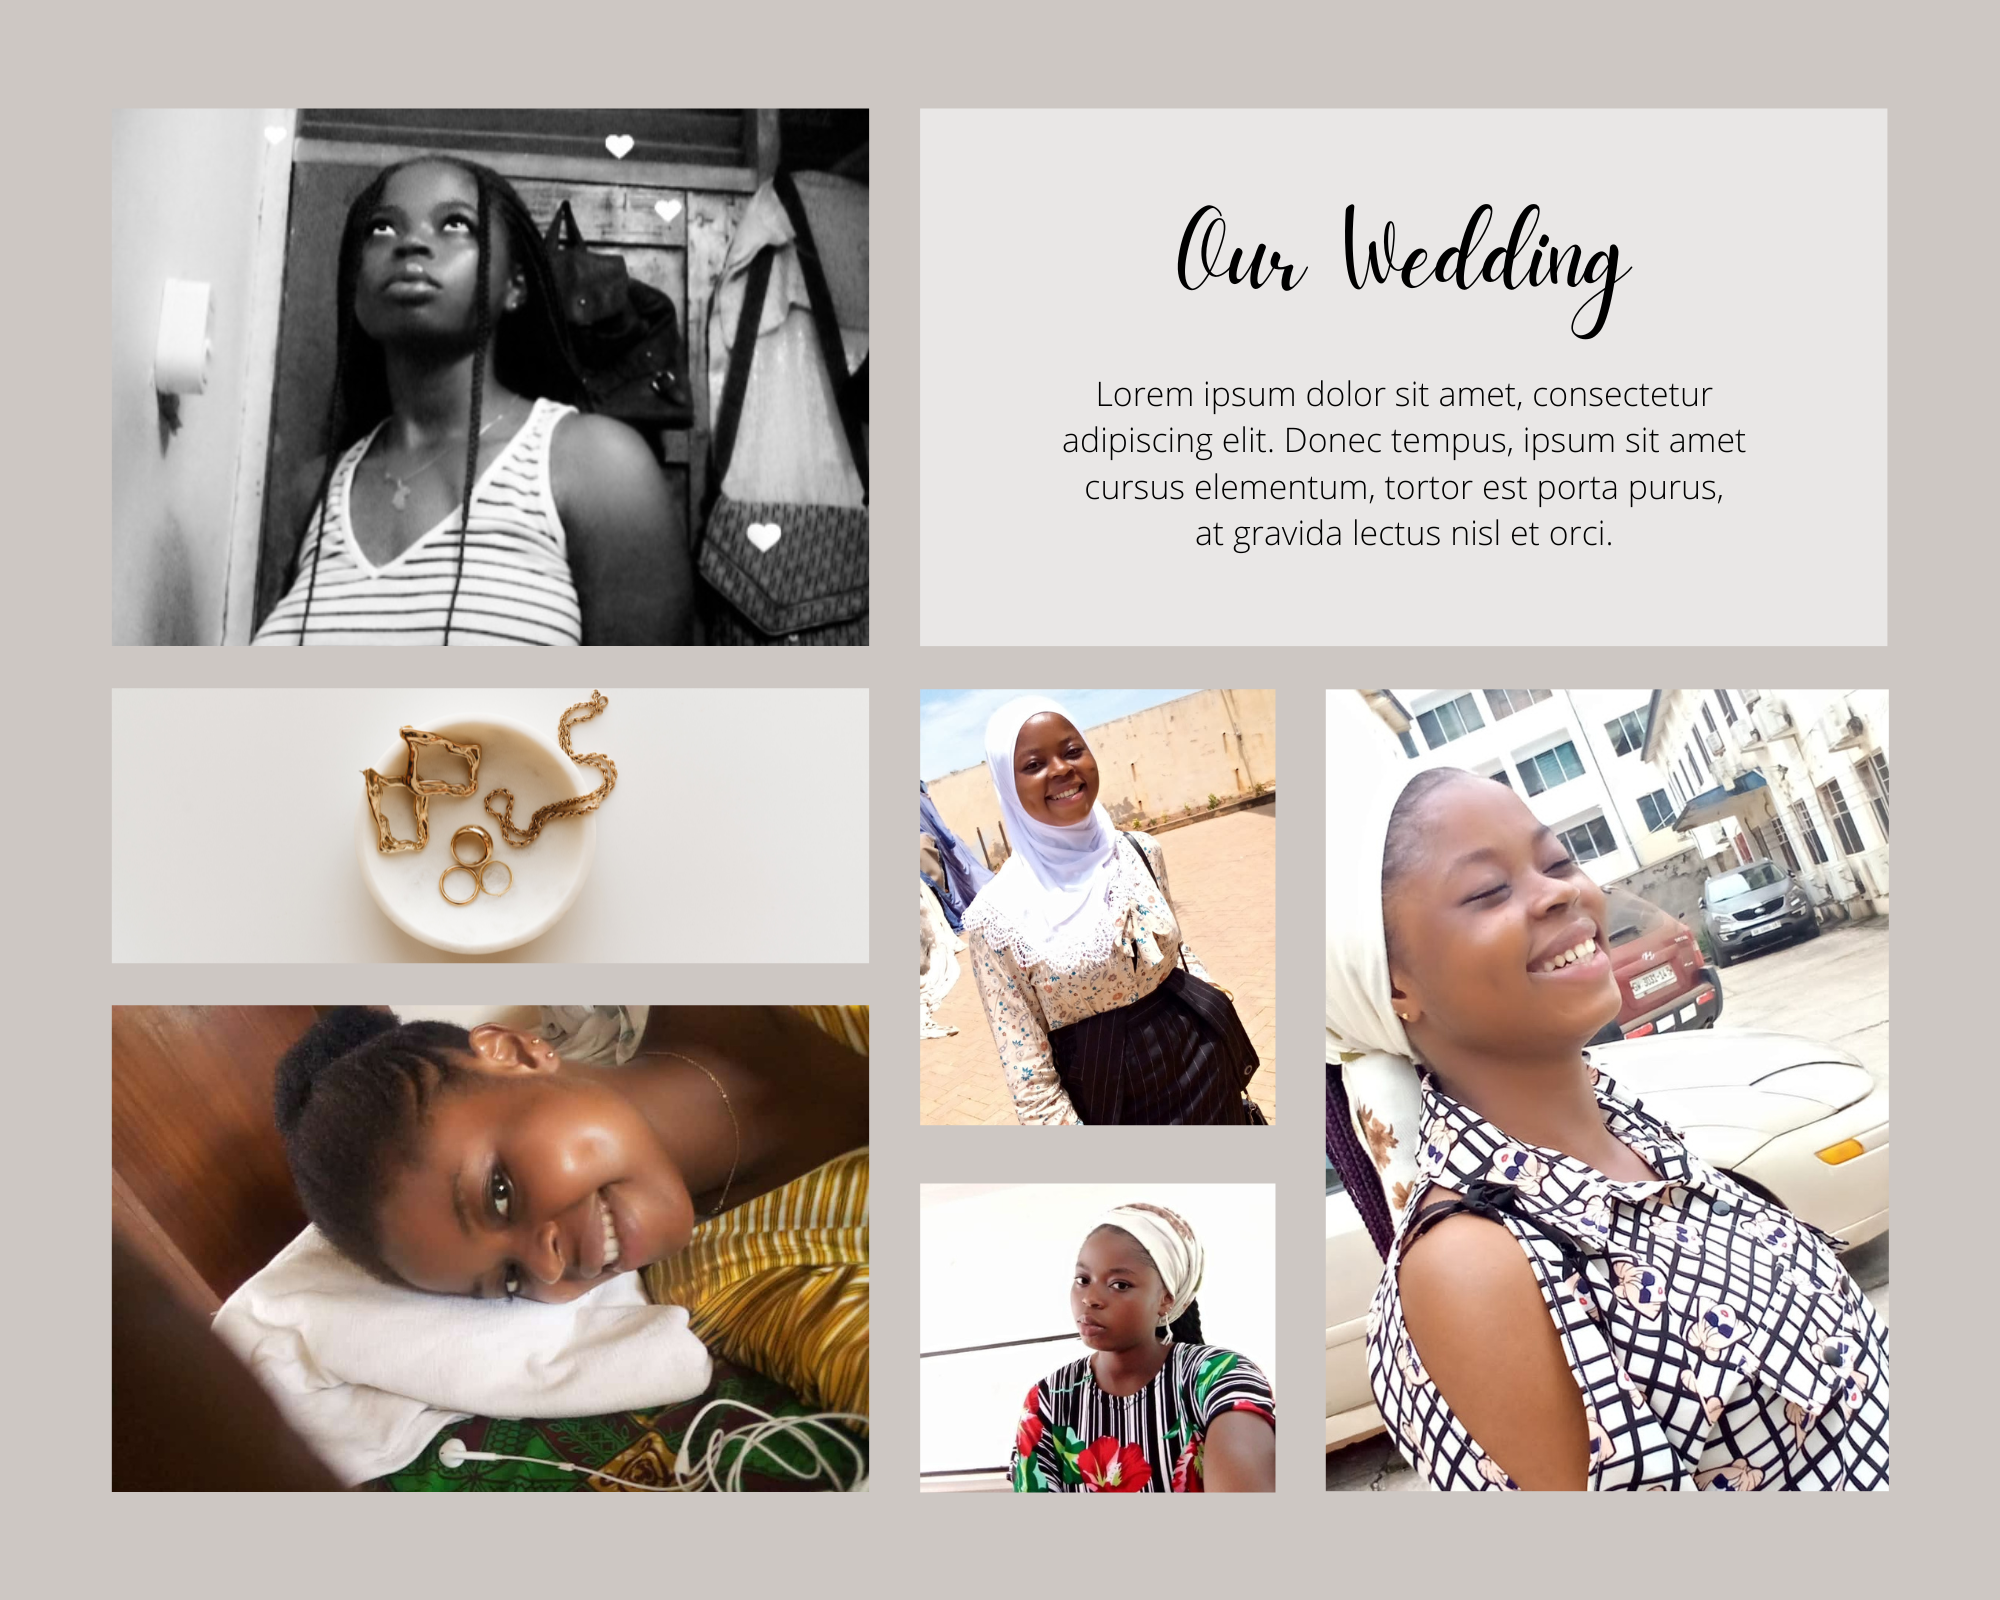 Our Wedding
Lorem ipsum dolor sit amet, consectetur
adipiscing elit. Donec tempus, ipsum sit amet
cursus elementum, tortor est porta purus,
at gravida lectus nisl et orci.